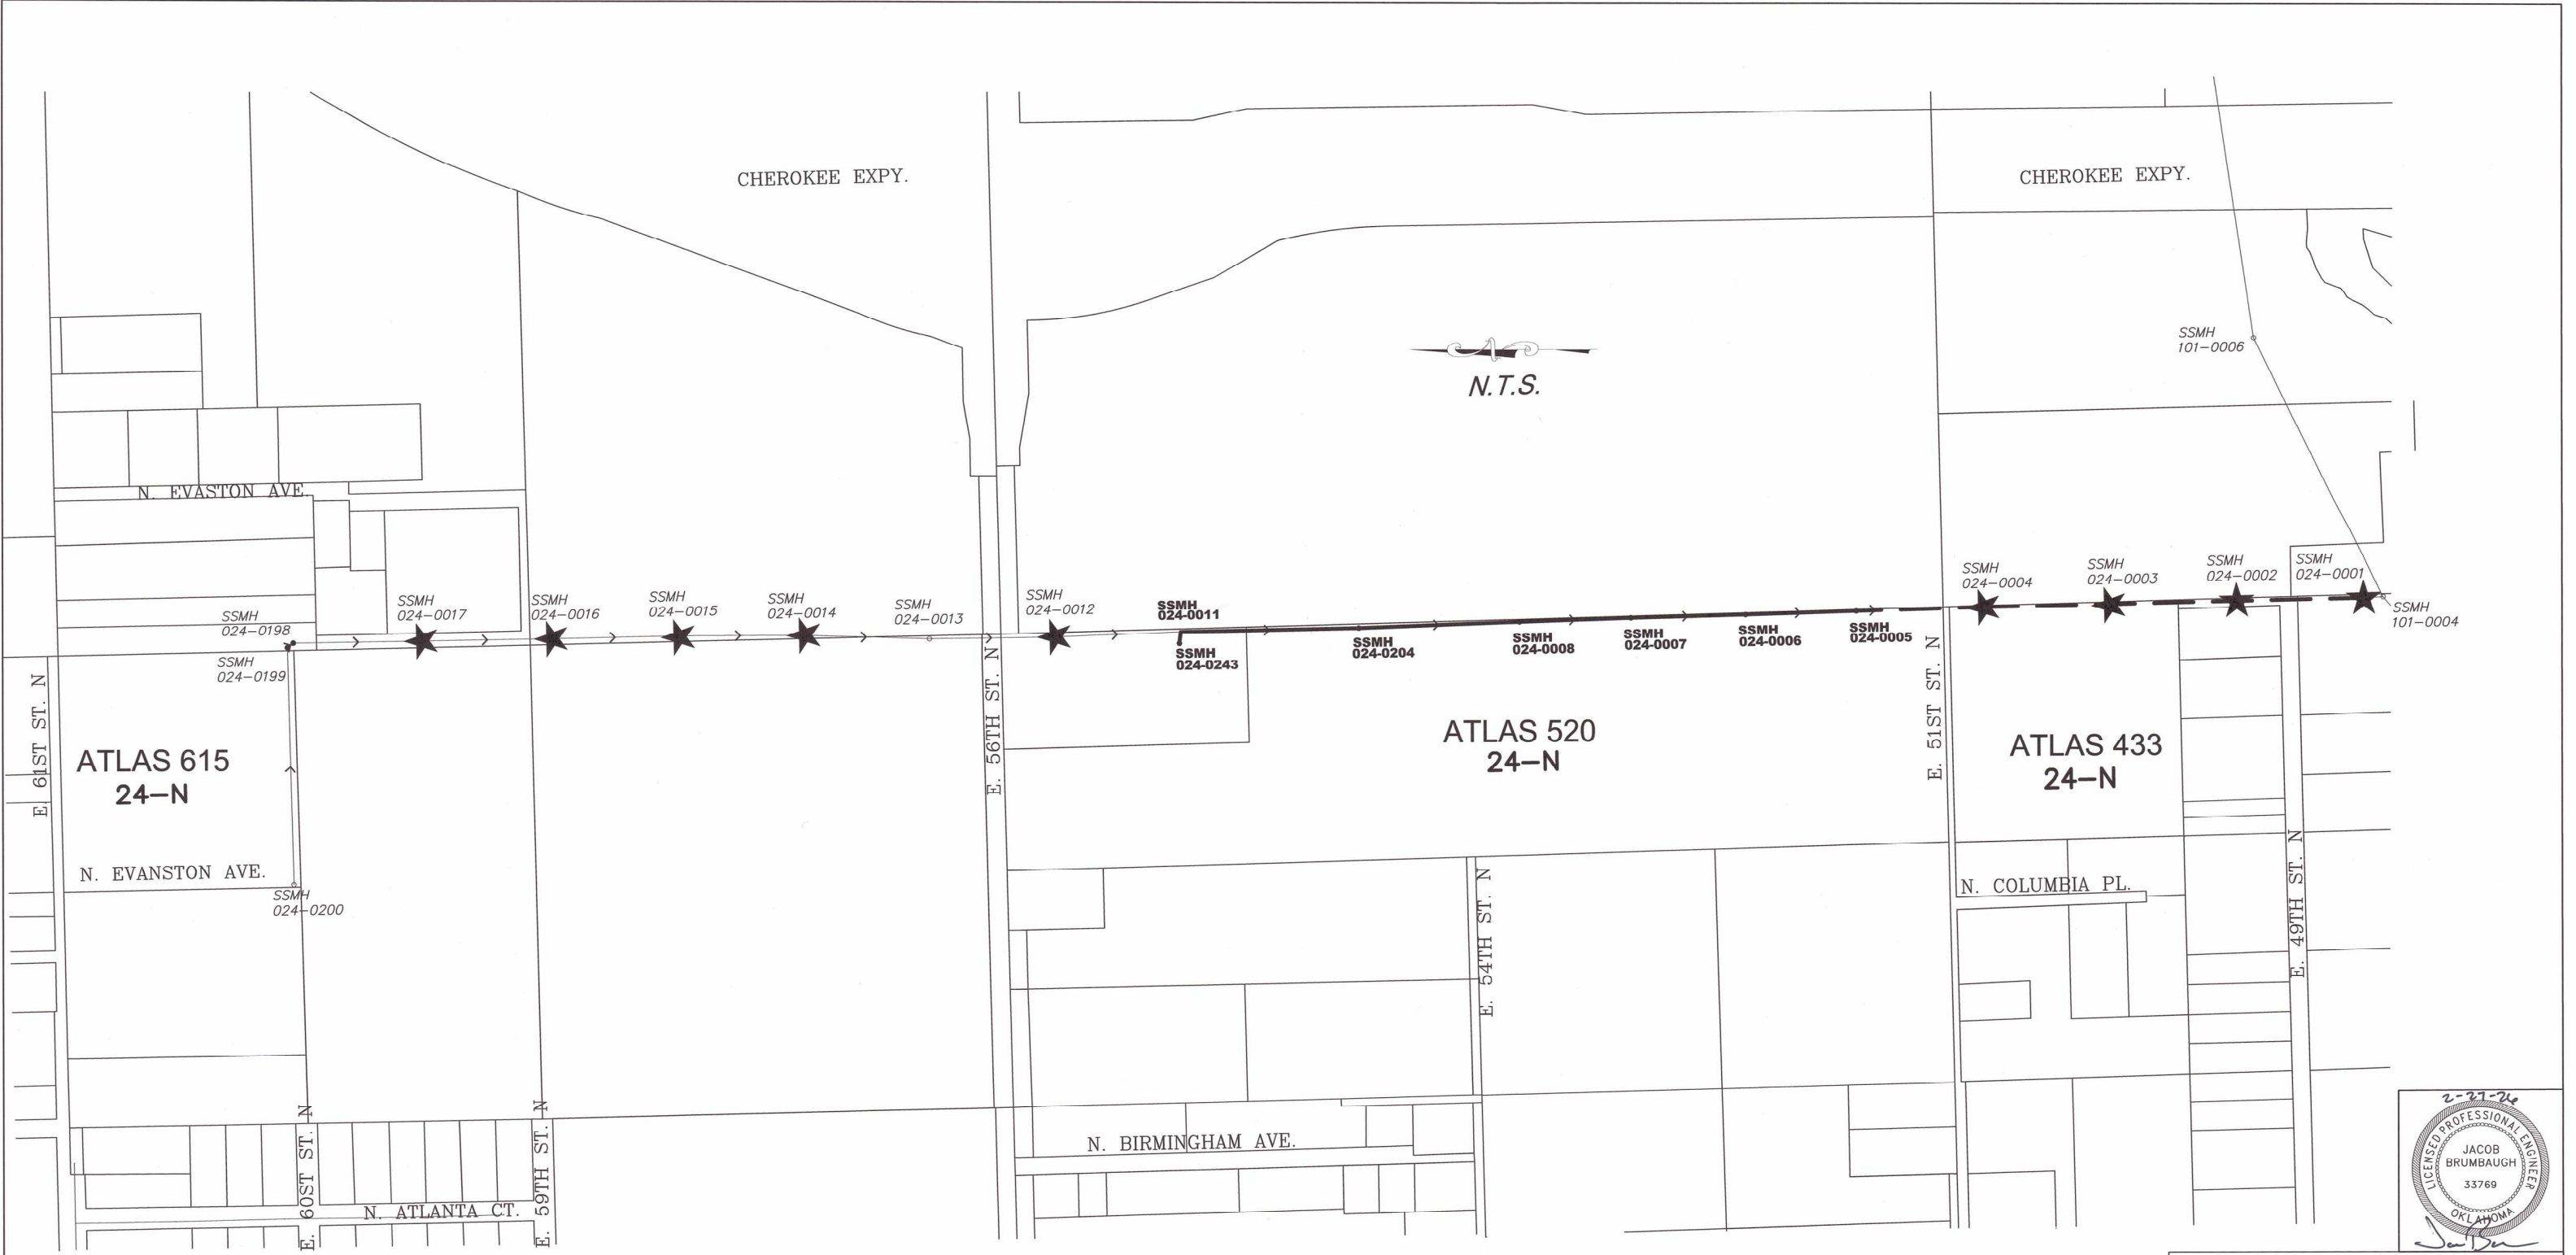 CHEROKEE EXPY.
CHEROKEE EXPY.
SSMH
101-0006
N.T.S.
N. EVASTON AVE.
SSMH
024-0198
SSMH
024-0199
SSMH
024-0017
SSMH
024-0016
SSMH
024-0015
SSMH
024-0014
SSMH
024-0013
SSMH
024-0012
SSMH
024-0011
SSMH
024-0243
SSMH
024-0204
SSMH
024-0008
SSMH
024-0007
SSMH
024-0006
SSMH
024-0005
SSMH
024-0004
SSMH
024-0003
SSMH
024-0002
SSMH
024-0001
SSMH
101-0004
E. 61ST ST. N
ATLAS 615
24-N
E. 56TH ST. N
ATLAS 520
24-N
E. 51ST ST. N
ATLAS 433
24-N
N. EVANSTON AVE.
SSMH
024-0200
E. 54TH ST. N
N. COLUMBIA PL.
E. 49TH ST. N
E. 60ST ST. N
E. 59TH ST. N
N. BIRMINGHAM AVE.
N. ATLANTA CT.
2-27-26
LICENSED PROFESSIONAL ENGINEER
JACOB
BRUMBAUGH
33769
OKLAHOMA